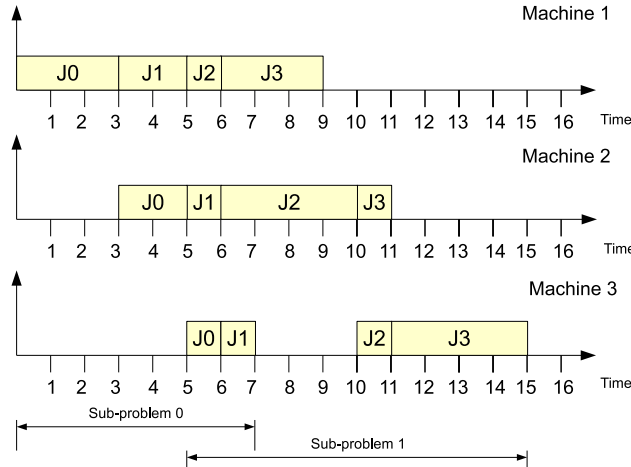 Machine 1
J0 J1 J2 J3
1 2 3 4 5 6 7 8 9 10 11 12 13 14 15 16 Time
Machine 2
J0 J1 J2 J3
1 2 3 4 5 6 7 8 9 10 11 12 13 14 15 16 Time
Machine 3
J0 J1 J2 J3
1 2 3 4 5 6 7 8 9 10 11 12 13 14 15 16 Time
Sub-problem 0
Sub-problem 1